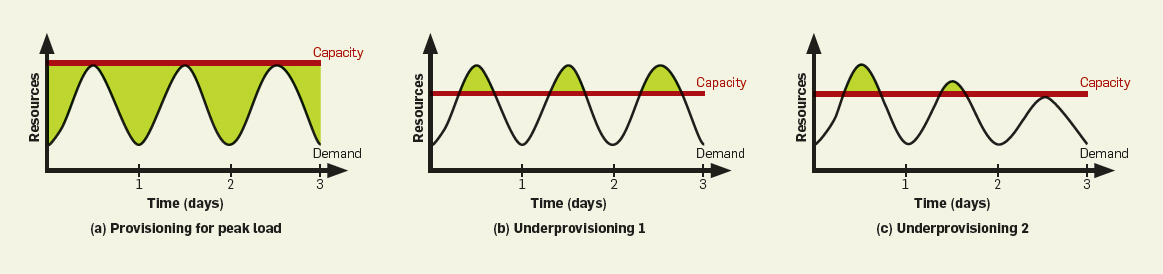 Capacity
Resources
Demand
1
2
3
Time (days)
(a) Provisioning for peak load
Capacity
Resources
Demand
1
2
3
Time (days)
(b) Underprovisioning 1
Capacity
Resources
Demand
1
2
3
Time (days)
(c) Underprovisioning 2